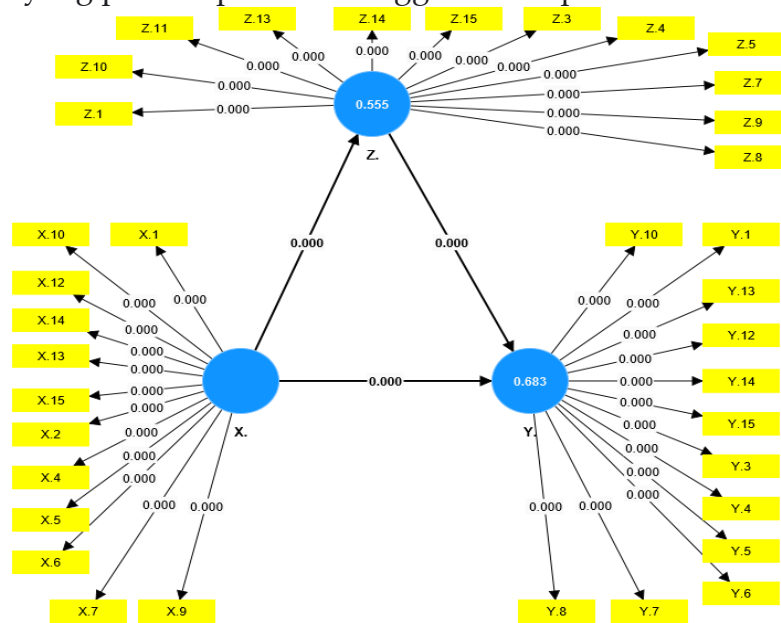 Z.13
Z.14
Z.15
Z.3
Z.11
Z.4
Z.5
0.000
0.000
0.000
0.000
0.000
0.000
Z.10
0.000
0.000
Z.7
0.000
0.555
0.000
Z.1
0.000
0.000
Z.9
Z.8
Z.
X.10
X.1
Y.10
Y.1
0.000
0.000
X.12
Y.13
0.000
0.000
0.000
0.000
X.14
0.000
0.000
Y.12
X.13
0.000
0.000
0.000
0.000
0.000
0.683
0.000
Y.14
X.15
0.000
0.000
0.000
Y.15
X.2
X.
Y.
0.000
0.000
Y.3
X.4
0.000
0.000
0.000
0.000
0.000
Y.4
X.5
0.000
0.000
0.000
0.000
Y.5
X.6
Y.6
X.7
X.9
Y.8
Y.7